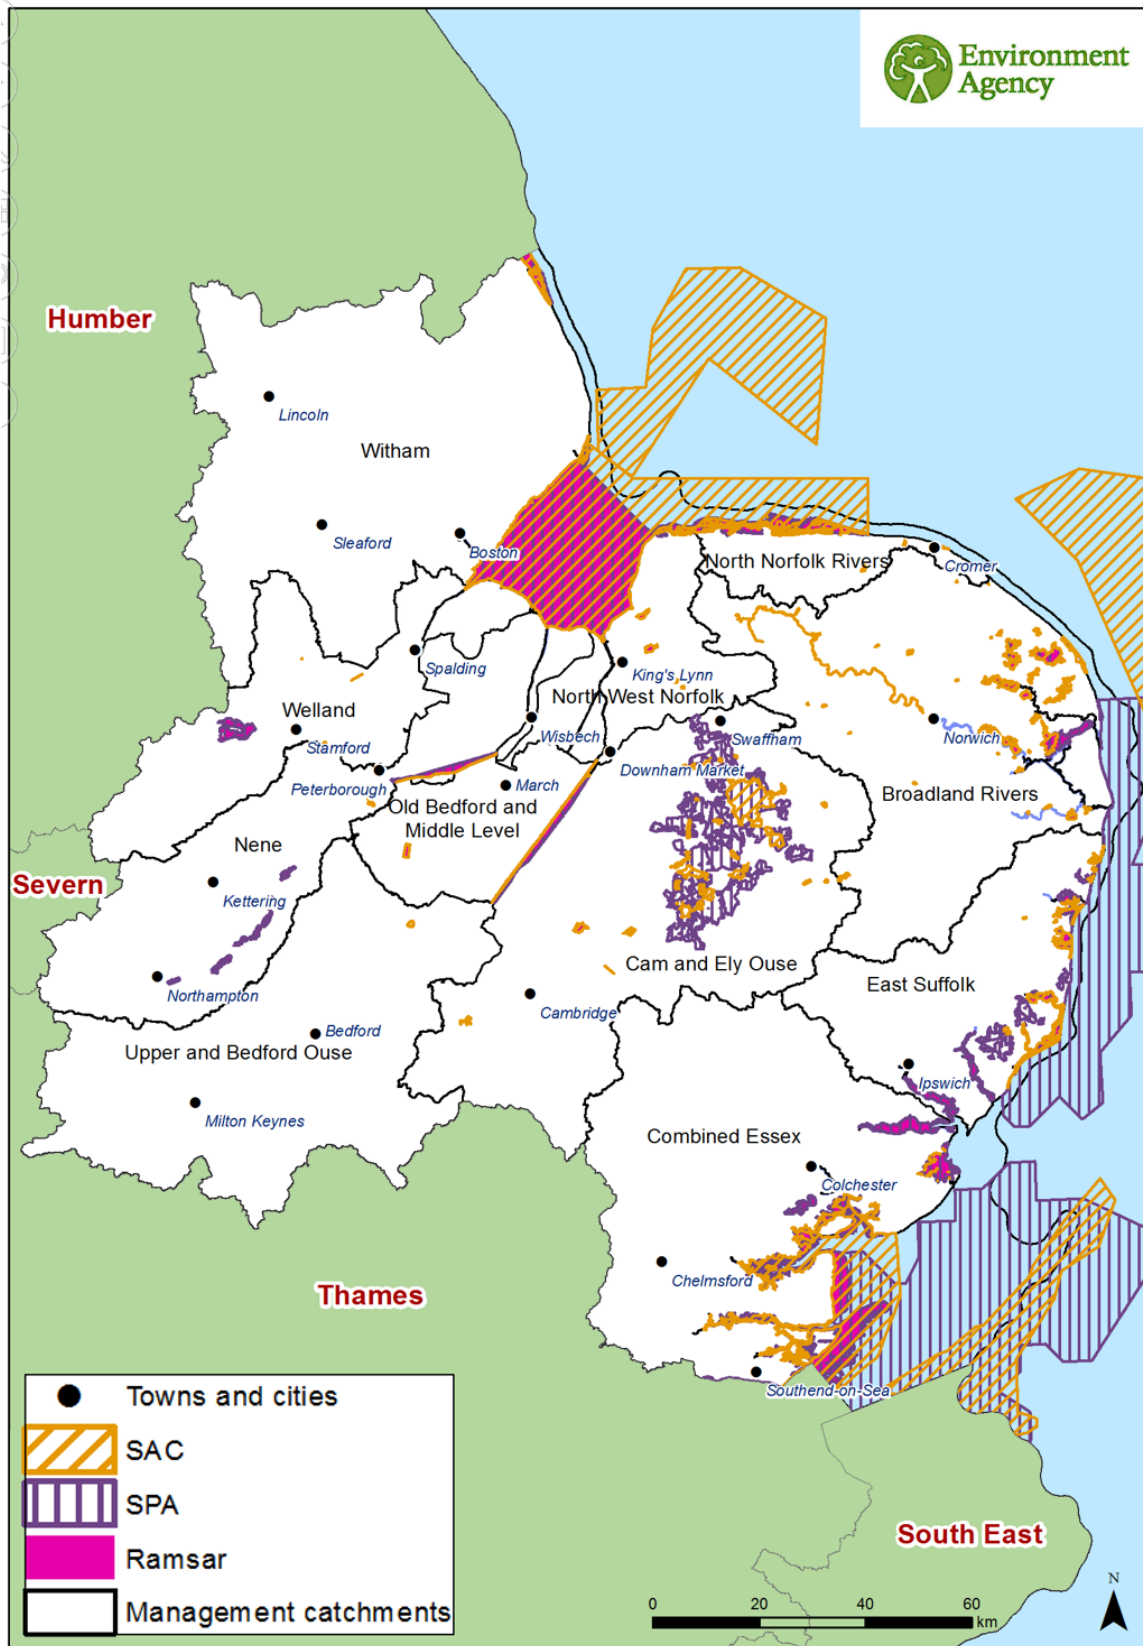 Environment
Agency
Humber
Lincoln
Witham
Sleaford
Boston
North Norfolk Rivers
Cromer
Spalding
King's Lynn
North West Norfolk
Welland
Stamford
Wisbech
Swaffham
Norwich
Peterborough
March
Downham Market
Old Bedford and
Middle Level
Broadland Rivers
Nene
Severn
Kettering
Cam and Ely Ouse
East Suffolk
Northampton
Cambridge
Bedford
Upper and Bedford Ouse
Ipswich
Milton Keynes
Combined Essex
Colchester
Chelmsford
Thames
Southend-on-Sea
Towns and cities
SAC
SPA
Ramsar
Management catchments
South East
0 20 40 60
km
N